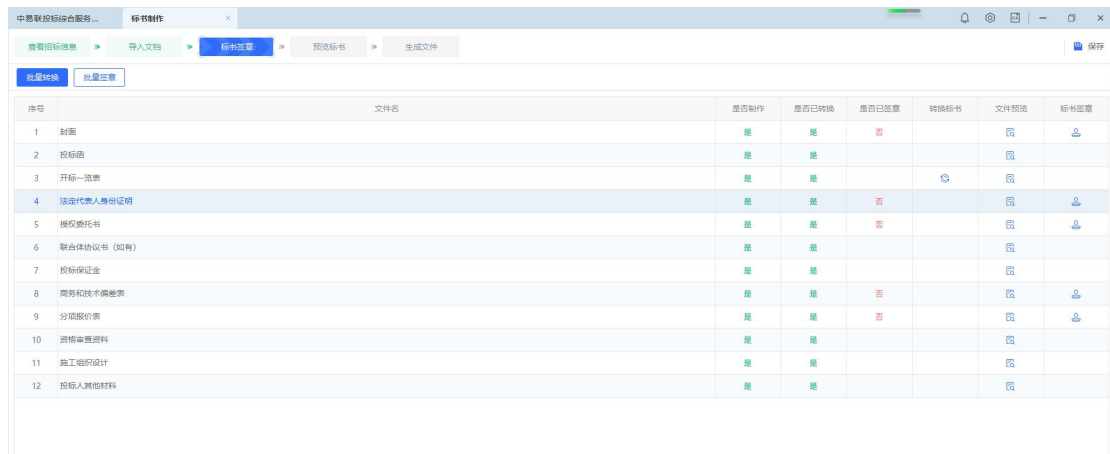 中易联投标综合服务... 标书制作 ×
查看招标信息 导入文档 标书签章 预览标书 生成文件 保存
批量转换 批量签章
序号 文件名 是否制作 是否已转换 是否已签章 转换标书 文件预览 标书签章
1 封面 是 是 否
2 投标函 是 是
3 开标一览表 是 是
4 法定代表人身份证明 是 是 否
5 授权委托书 是 是 否
6 联合体协议书（如有） 是 是
7 投标保证金 是 是
8 商务和技术偏差表 是 是 否
9 分项报价表 是 是 否
10 资格审查资料 是 是
11 施工组织设计 是 是
12 投标人其他材料 是 是